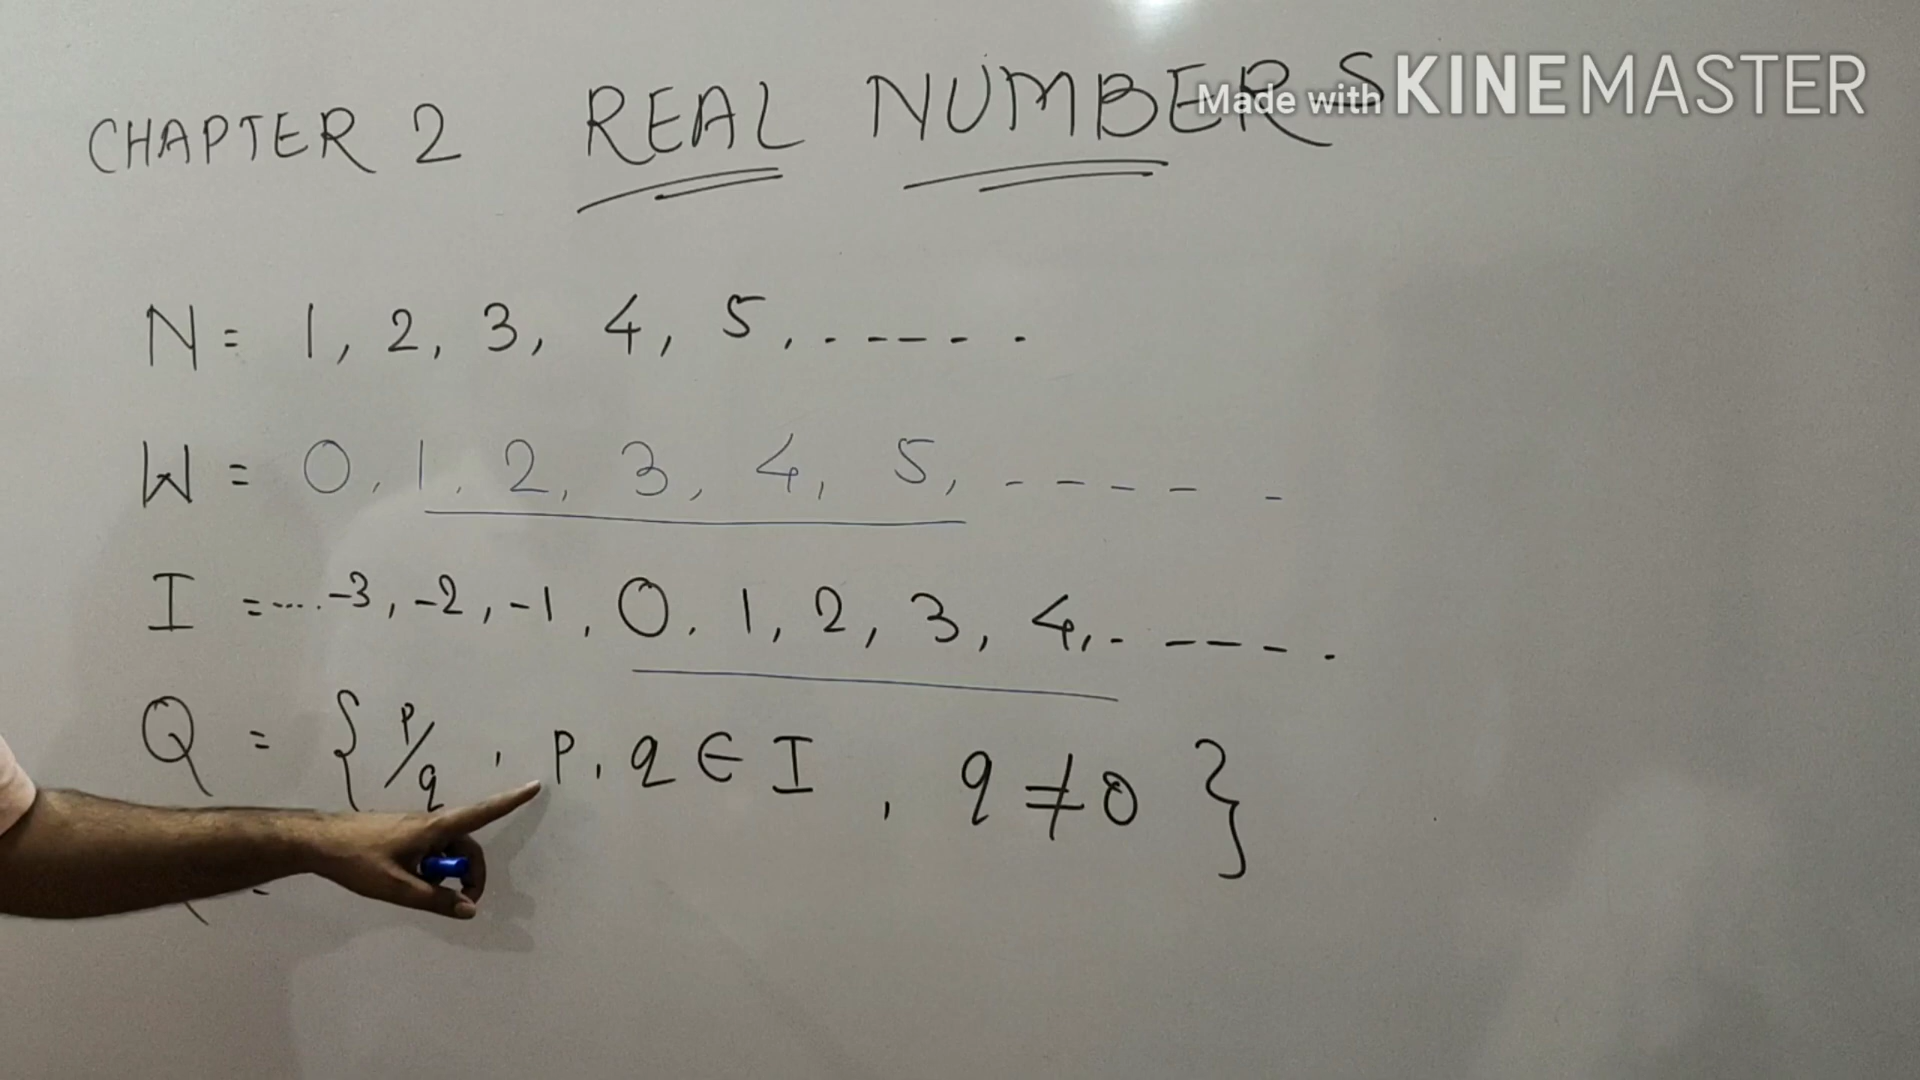 CHAPTER 2 REAL NUMBERS
Made with KINEMASTER
N = 1, 2, 3, 4, 5, . - - - - .
W = 0, 1, 2, 3, 4, 5, - - - - - -
I = .... -3, -2, -1, 0, 1, 2, 3, 4, . - - - - .
Q = { p/q , p, q ∈ I , q ≠ 0 }
=